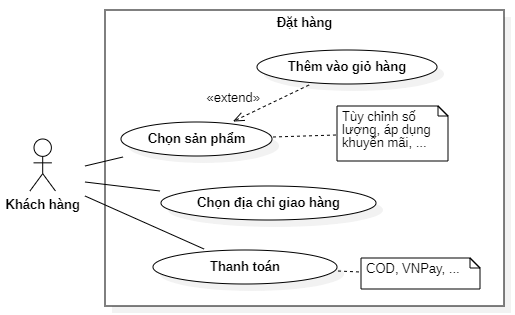 Đặt hàng
Thêm vào giỏ hàng
«extend»
Tùy chỉnh số
lượng, áp dụng
khuyến mãi, ...
Chọn sản phẩm
Khách hàng
Chọn địa chỉ giao hàng
Thanh toán
COD, VNPay, ...